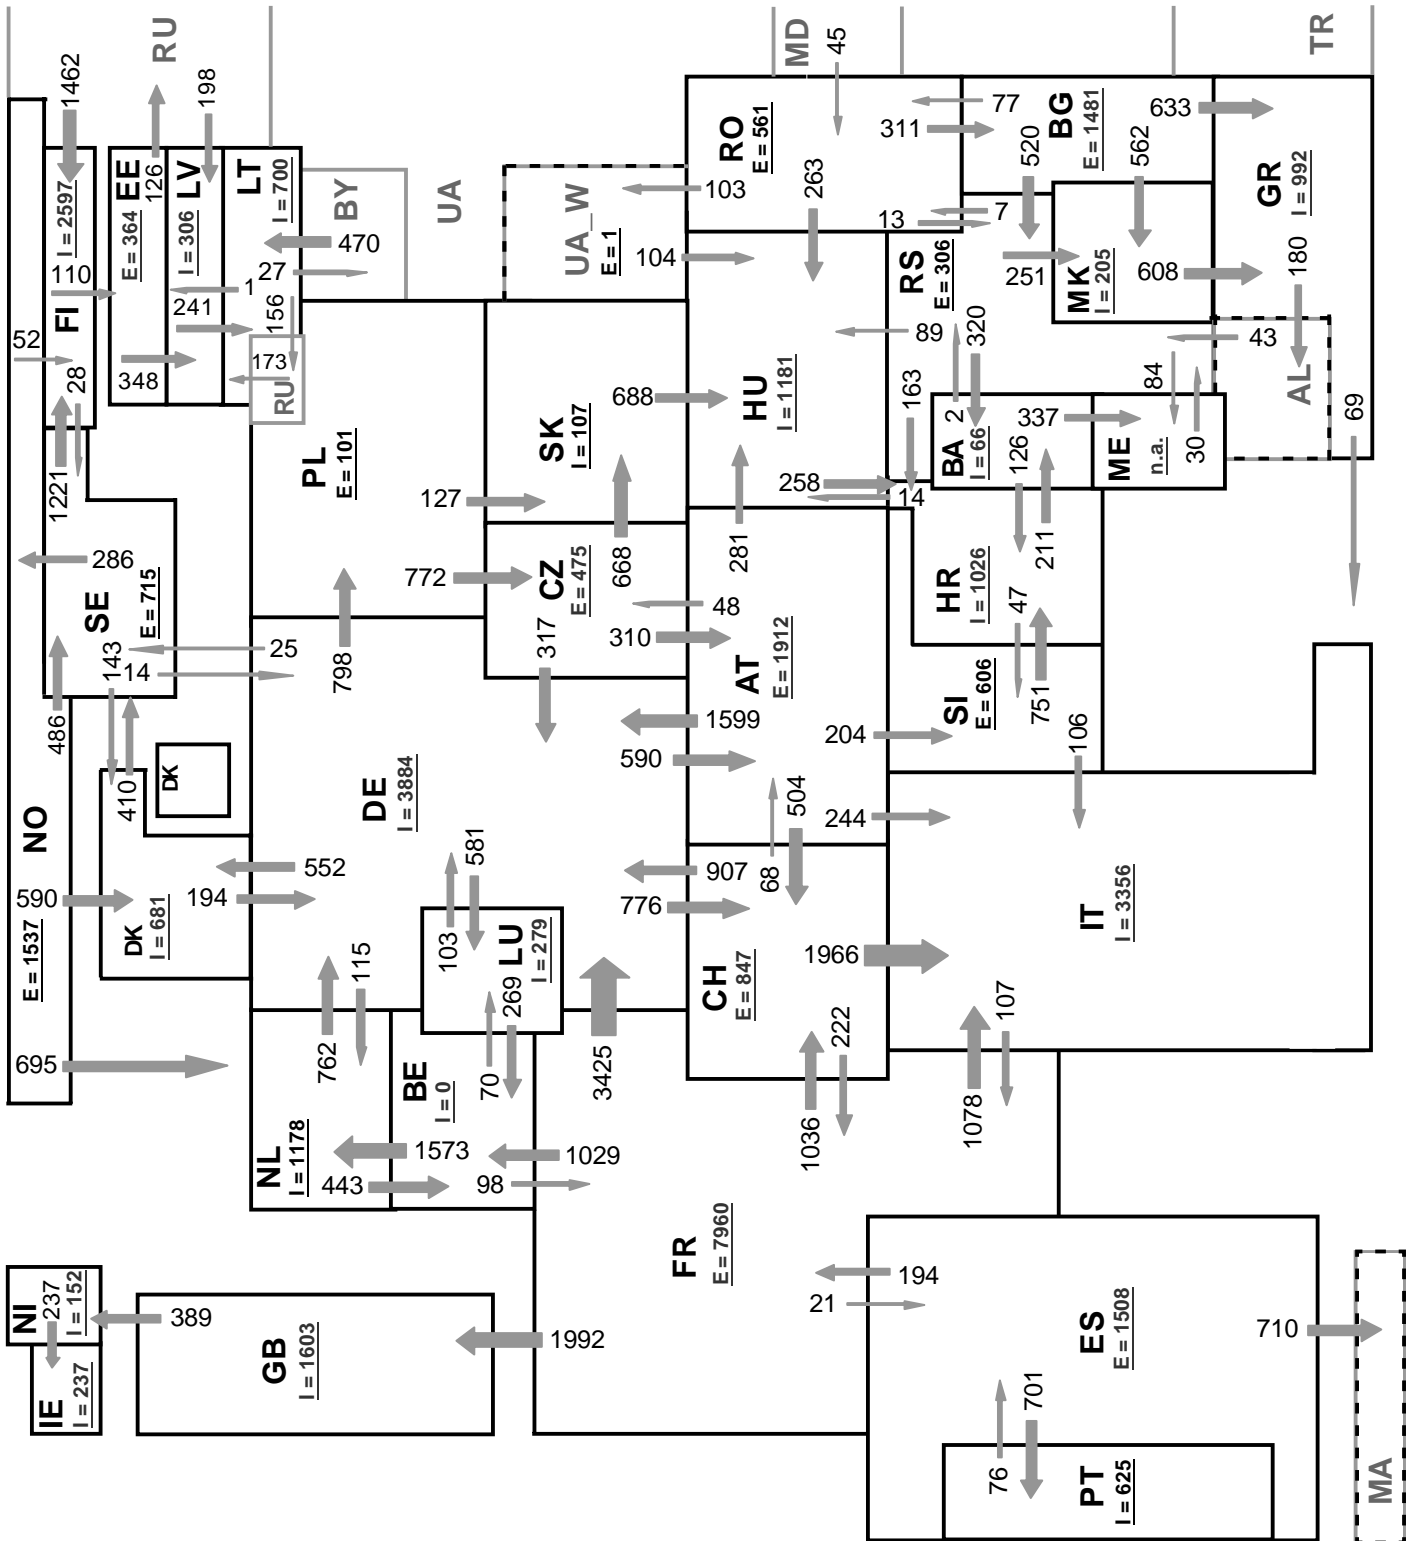 RU
MD
TR
1462
198
45
NO
E = 1537
FI
I = 2597
EE
E = 364
LV
I = 306
LT
I = 700
BY
UA
UA_W
E = 1
RO
E = 561
BG
E = 1481
GR
I = 992
126
77
311
633
520
562
263
103
13
7
104
110
470
27
1
241
156
173
RU
52
28
348
RS
E = 306
251
MK
I = 205
608
180
89
320
43
84
AL
69
PL
E = 101
SK
I = 107
688
HU
I = 1181
163
2
BA
I = 66
337
126
ME
n.a.
30
1221
127
258
14
286
SE
E = 715
772
CZ
E = 475
668
281
HR
I = 1026
211
47
48
317
310
143
14
25
798
AT
E = 1912
SI
E = 606
751
486
1599
204
106
590
410
DK
DE
I = 3884
504
244
68
552
194
581
907
776
590
DK
I = 681
103
LU
I = 279
269
CH
E = 847
1966
IT
I = 3356
695
762
115
BE
I = 0
70
3425
222
1036
107
1078
NL
I = 1178
1573
443
1029
98
FR
E = 7960
194
21
NI
I = 152
237
389
IE
I = 237
GB
I = 1603
1992
ES
E = 1508
710
701
76
PT
I = 625
MA